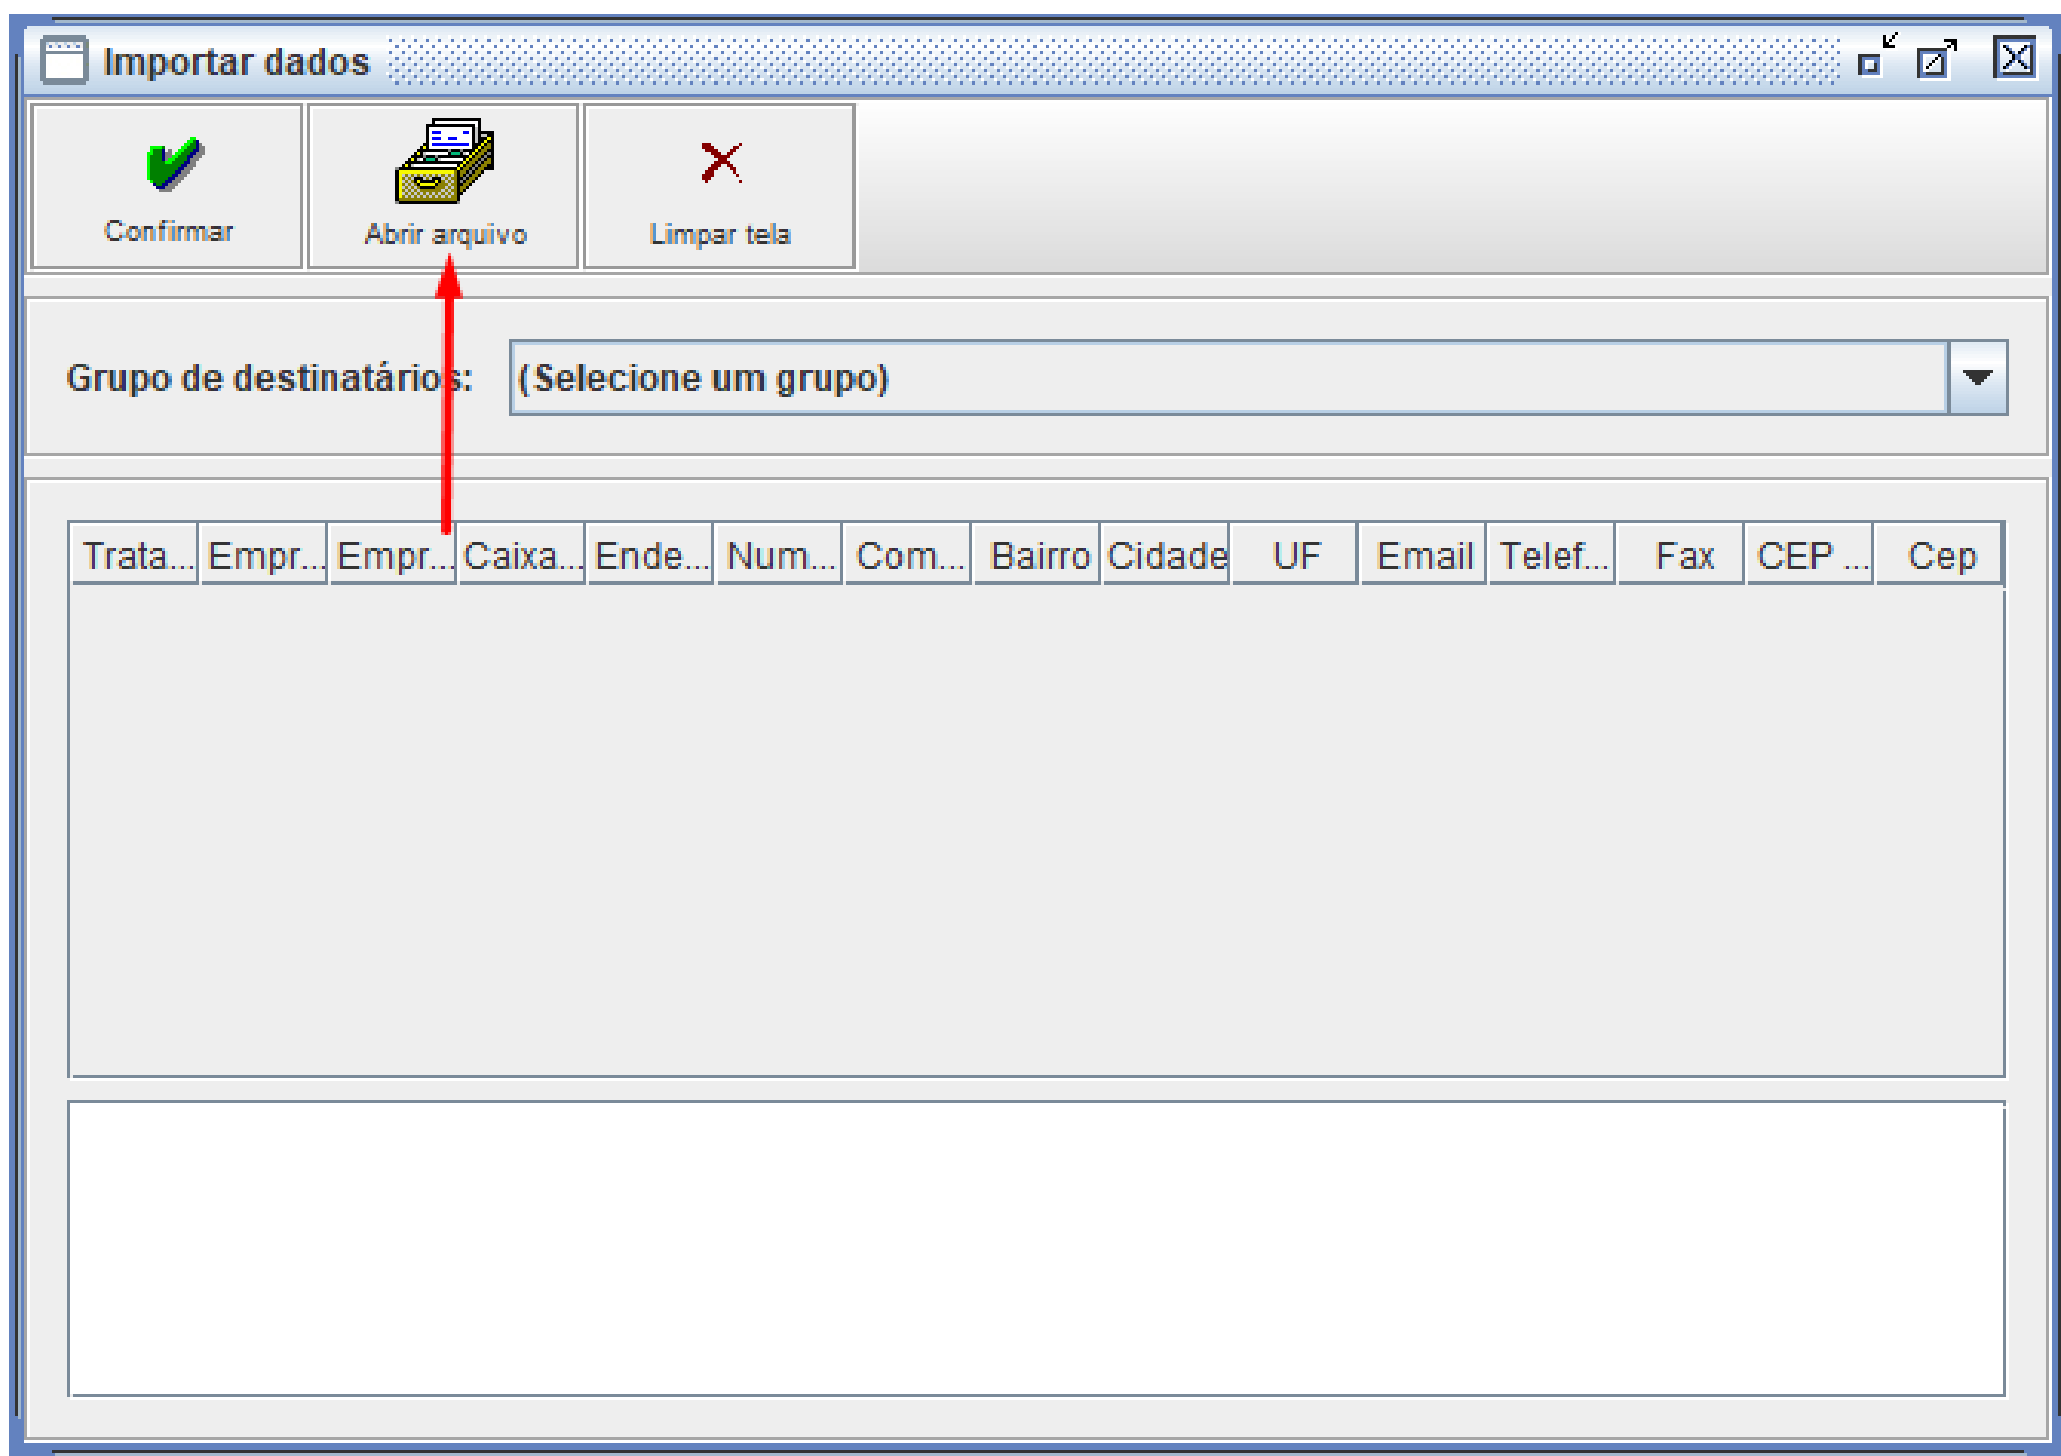 Importar dados
Confirmar Abrir arquivo Limpar tela
Grupo de destinatários: (Selecione um grupo)
Trata... Empr... Empr... Caixa... Ende... Num... Com... Bairro Cidade UF Email Telef... Fax CEP ... Cep